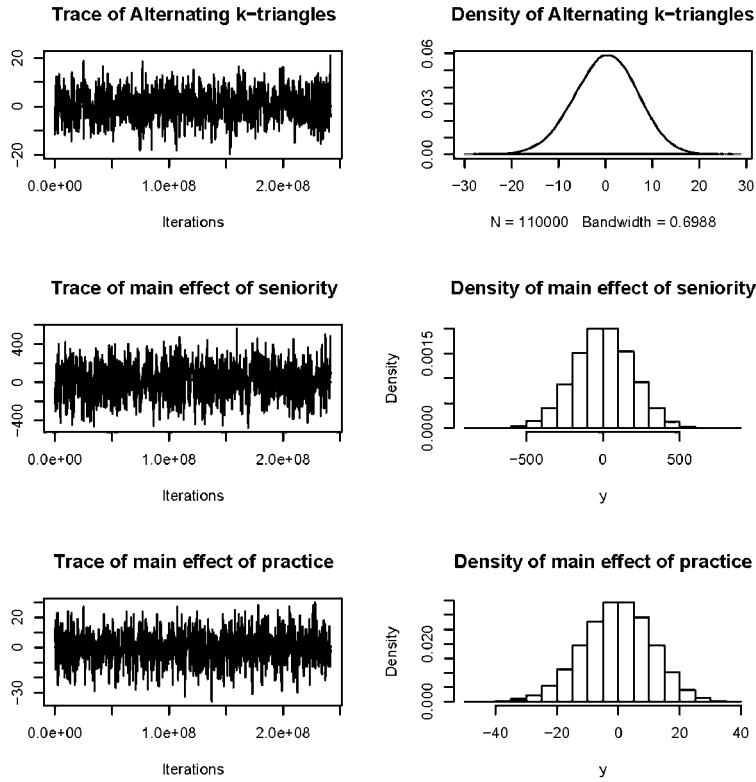 Trace of Alternating k−triangles
20
0
−20
0.0e+00 1.0e+08 2.0e+08
Iterations
Density of Alternating k−triangles
0.06
0.03
0.00
−30 −20 −10 0 10 20 30
N = 110000 Bandwidth = 0.6988
Trace of main effect of seniority
400
0
−400
0.0e+00 1.0e+08 2.0e+08
Iterations
Density of main effect of seniority
Density
0.0015
0.0000
−500 0 500
y
Trace of main effect of practice
20
0
−30
0.0e+00 1.0e+08 2.0e+08
Iterations
Density of main effect of practice
Density
0.020
0.000
−40 −20 0 20 40
y